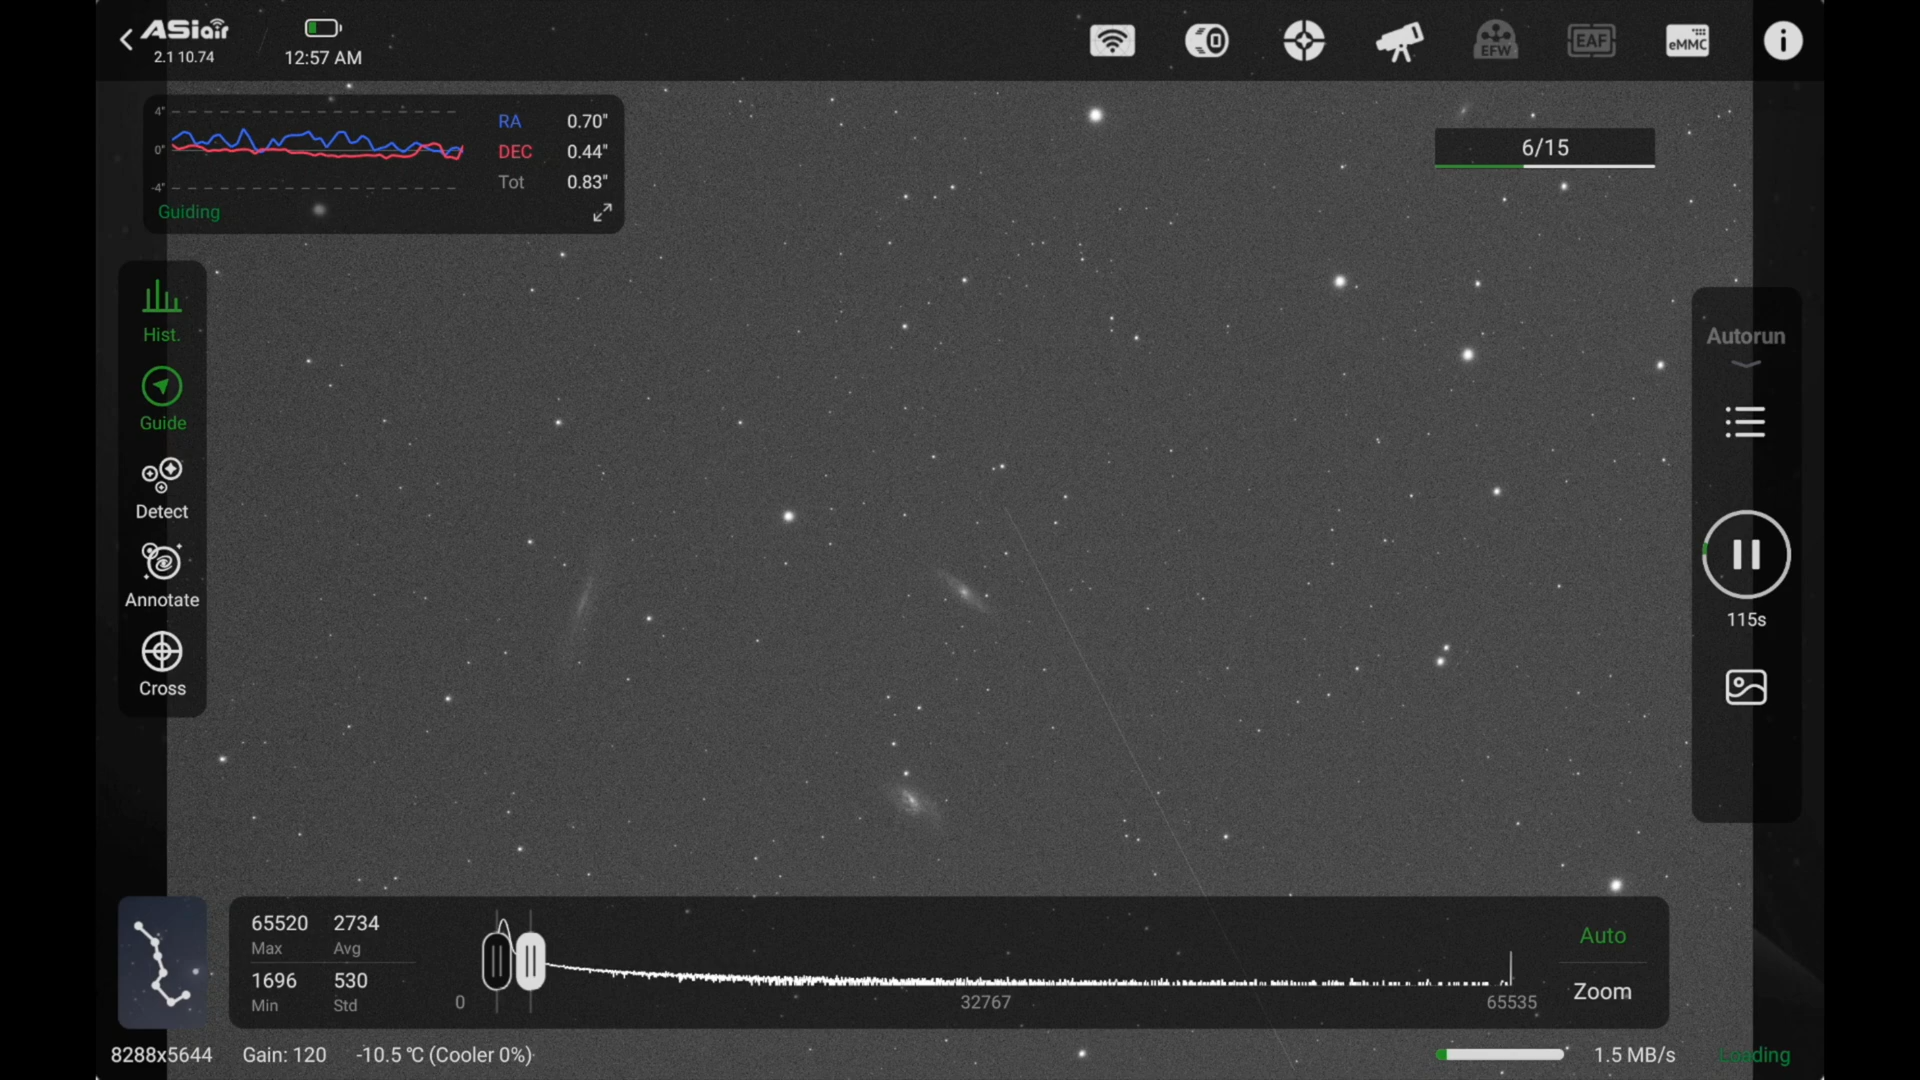 ASiair
2.1 10.74
12:57 AM
EFW
EAF
eMMC
i
4"
0"
-4"
RA 0.70"
DEC 0.44"
Tot 0.83"
Guiding
6/15
Hist.
Guide
Detect
Annotate
Cross
Autorun
115s
65520 2734
Max Avg
1696 530
Min Std
0 32767 65535
Auto
Zoom
8288x5644 Gain: 120 -10.5 ℃ (Cooler 0%)
1.5 MB/s Loading